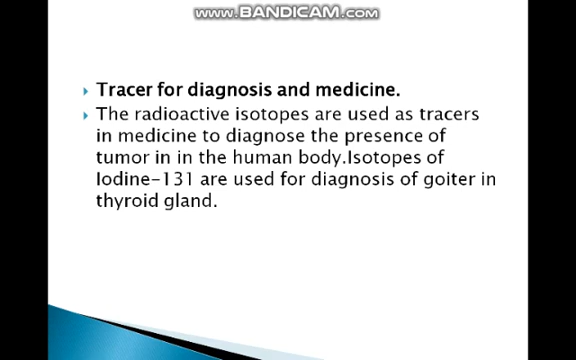 www.BANDICAM.com
Tracer for diagnosis and medicine.
The radioactive isotopes are used as tracers
in medicine to diagnose the presence of
tumor in in the human body.Isotopes of
Iodine-131 are used for diagnosis of goiter in
thyroid gland.